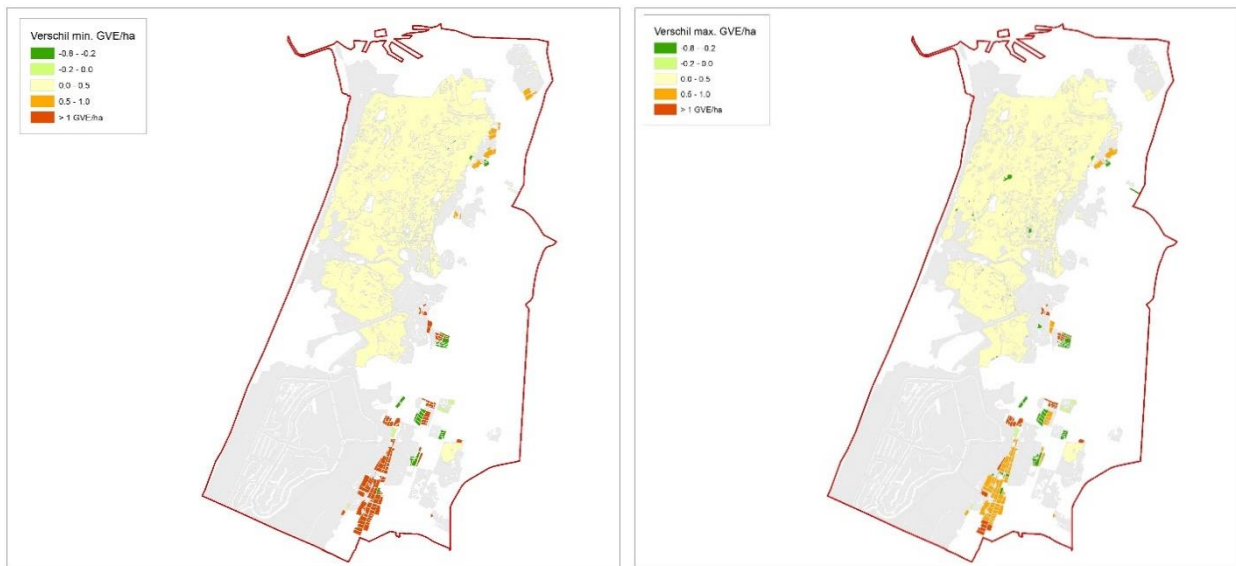 Verschil min. GVE/ha
-0.8 - -0.2
-0.2 - 0.0
0.0 - 0.5
0.5 - 1.0
> 1 GVE/ha
Verschil max. GVE/ha
-0.8 - -0.2
-0.2 - 0.0
0.0 - 0.5
0.5 - 1.0
> 1 GVE/ha